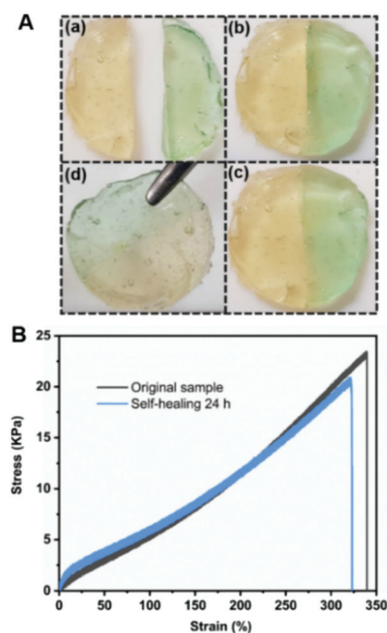 A
(a)
(b)
(d)
(c)
B
25
20
15
10
5
0
Stress (KPa)
Original sample
Self-healing 24 h
0 50 100 150 200 250 300 350
Strain (%)